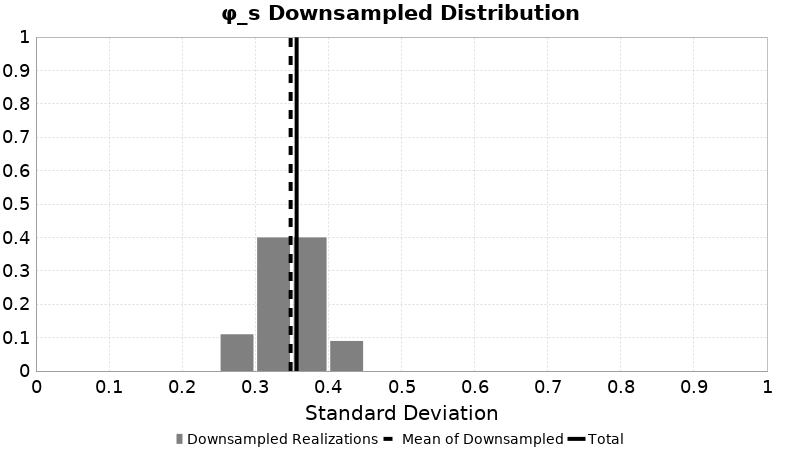 φ_s Downsampled Distribution
1
0.9
0.8
0.7
0.6
0.5
0.4
0.3
0.2
0.1
0
0 0.1 0.2 0.3 0.4 0.5 0.6 0.7 0.8 0.9 1
Standard Deviation
Downsampled Realizations Mean of Downsampled Total